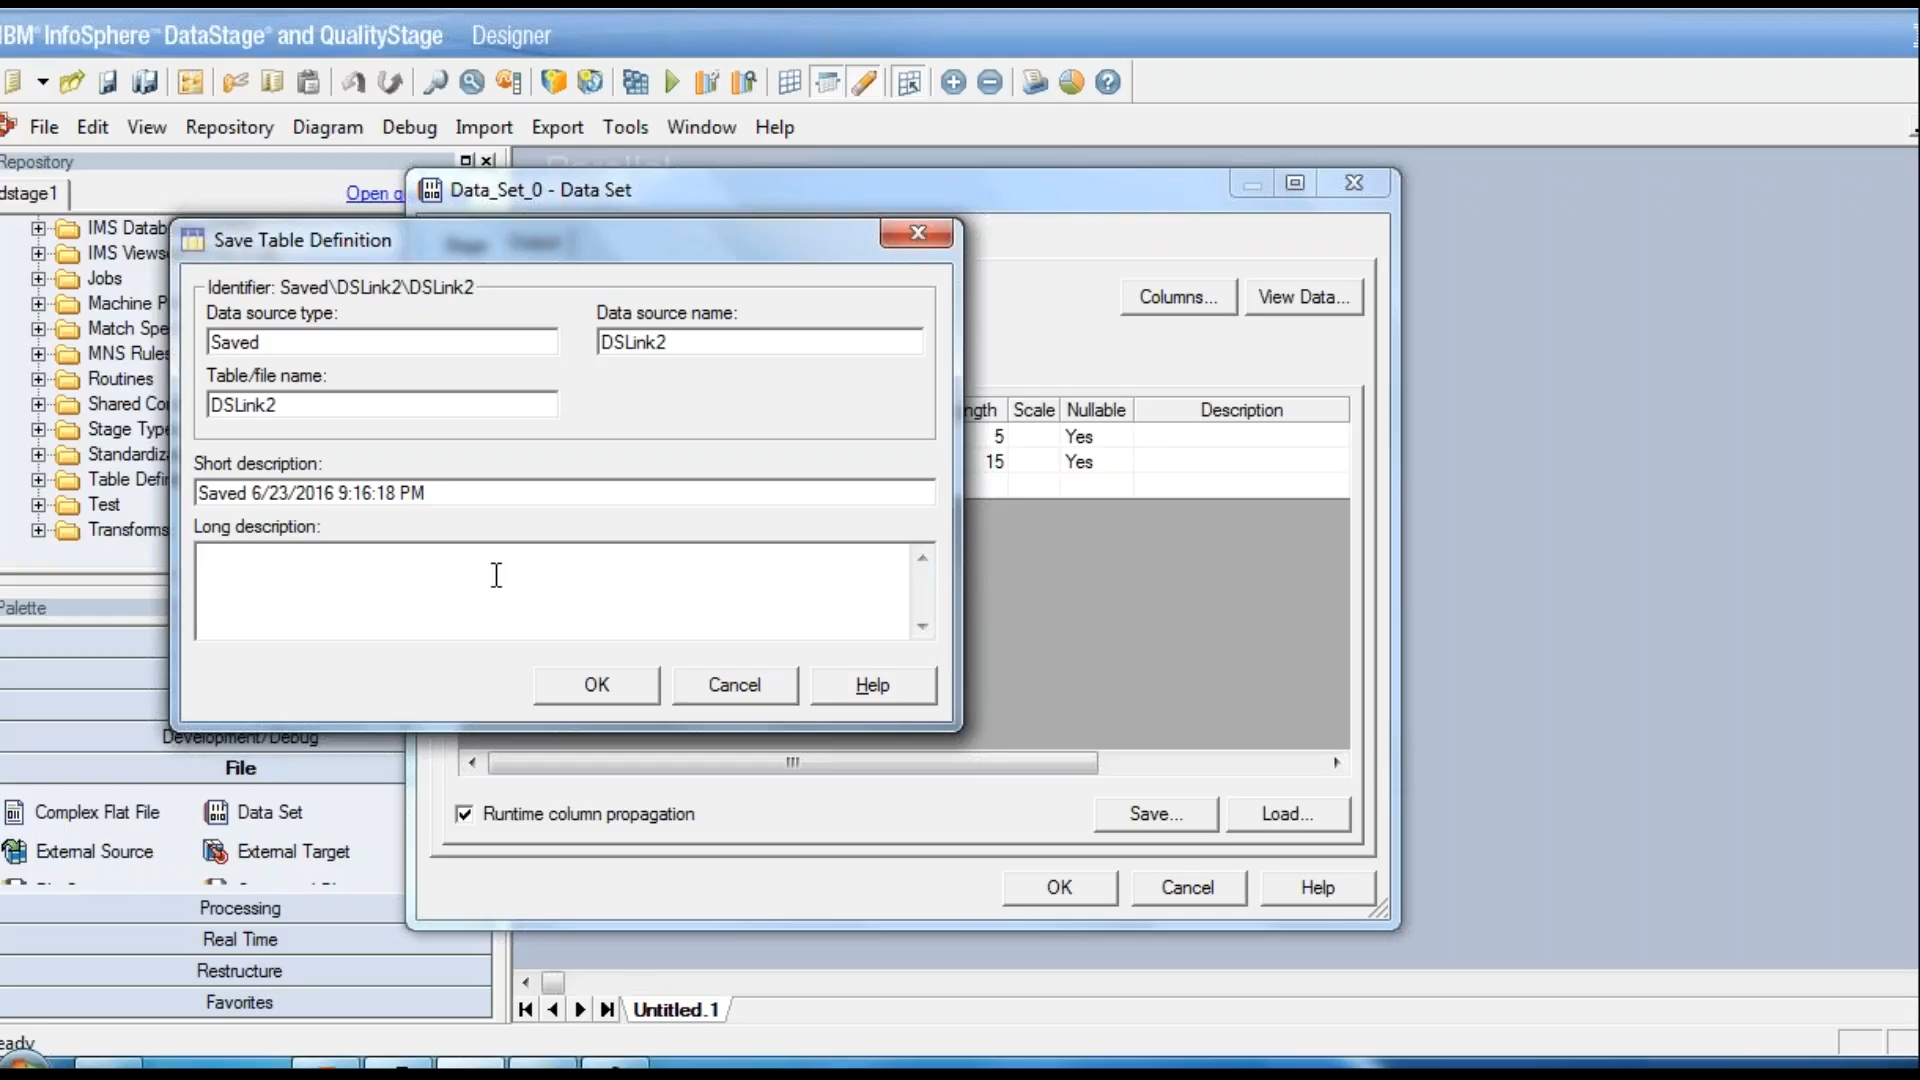 IBM InfoSphere DataStage and QualityStage Designer
File Edit View Repository Diagram Debug Import Export Tools Window Help
Repository
dstage1
Open
IMS Datab
IMS Views
Jobs
Machine P
Match Spe
MNS Rules
Routines
Shared Co
Stage Type
Standardiz
Table Defi
Test
Transforms
Data_Set_0 - Data Set
Columns...
View Data...
ngth Scale Nullable Description
5 Yes
15 Yes
Runtime column propagation
Save...
Load...
OK
Cancel
Help
Save Table Definition
Identifier: Saved\DSLink2\DSLink2
Data source type:
Data source name:
Saved
DSLink2
Table/file name:
DSLink2
Short description:
Saved 6/23/2016 9:16:18 PM
Long description:
OK
Cancel
Help
Palette
Development/Debug
File
Complex Flat File
Data Set
External Source
External Target
Processing
Real Time
Restructure
Favorites
Untitled.1
eady